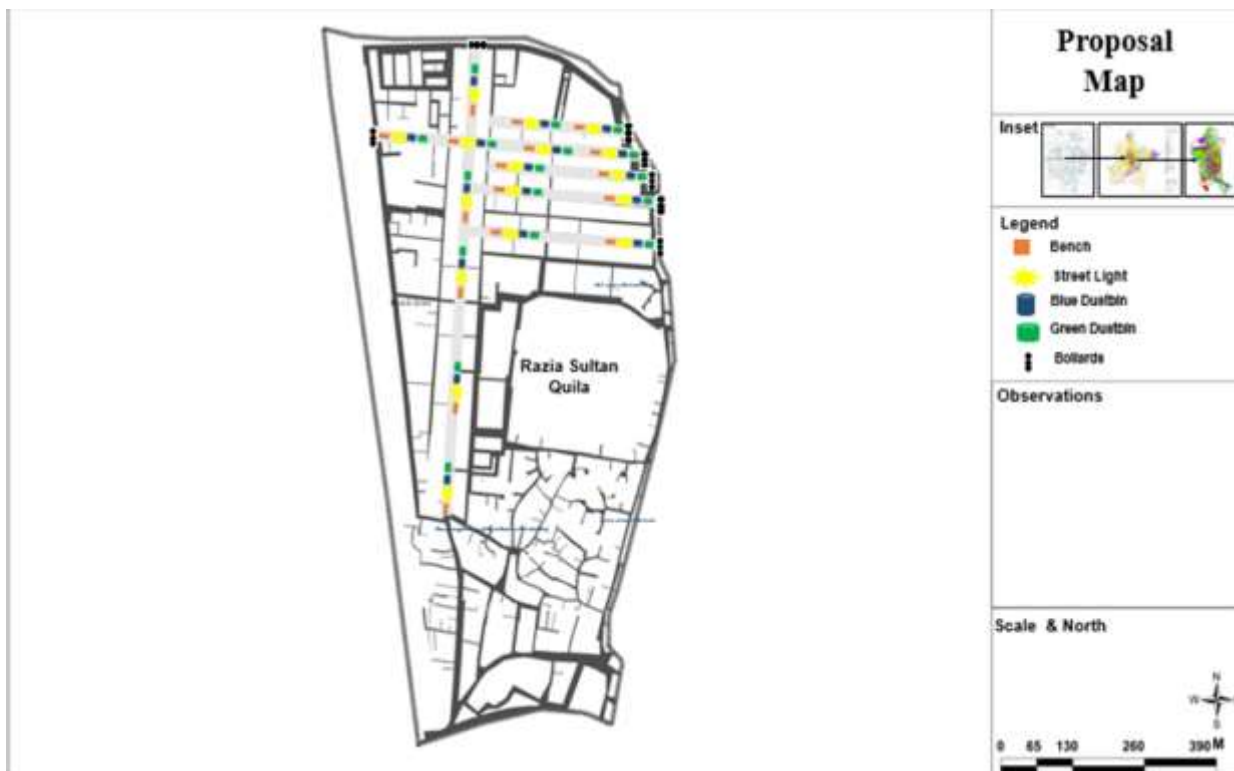 Proposal
Map
Inset
Legend
Bench
Street Light
Blue Dustbin
Green Dustbin
Bollards
Observations
Scale & North
N
W
S
0 65 130 260 390 M
Razia Sultan
Quila